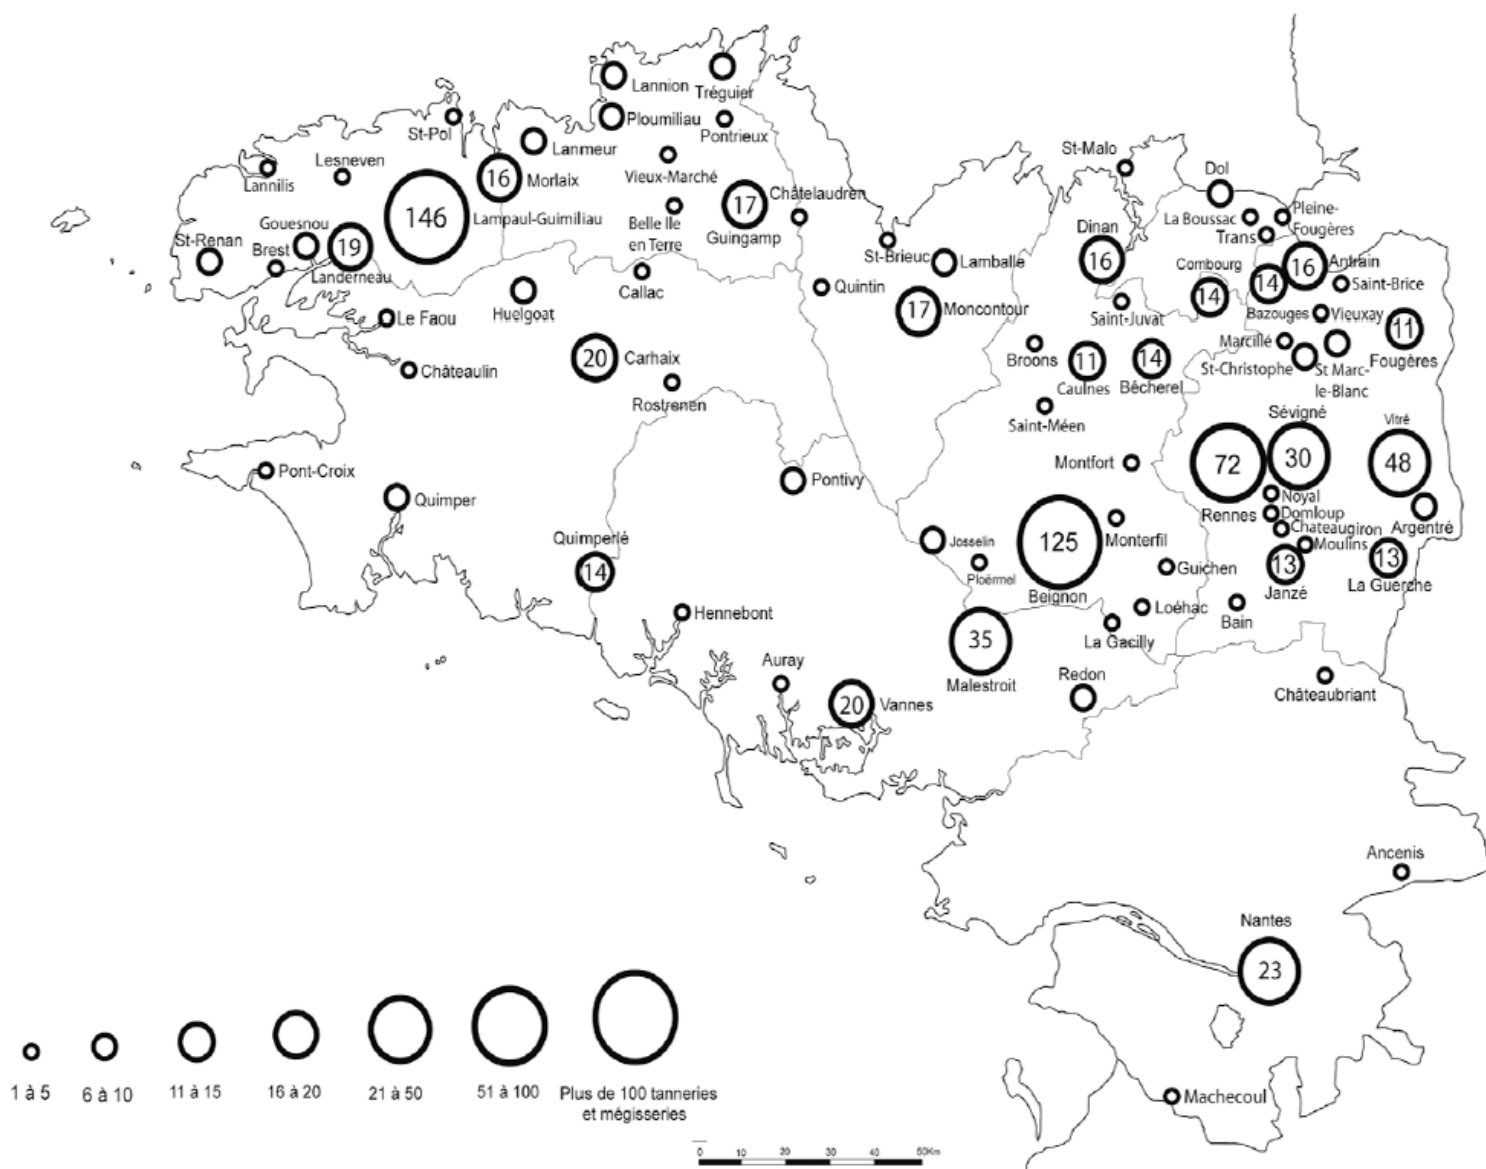 Lannion
Tréguier
St-Pol
Ploumiliau
Pontrieux
Lanmeur
Lesneven
Lannilis
16
Morlaix
Vieux-Marché
146
Lampaul-Guimiliau
Belle Ile
en Terre
17
Guingamp
Châtelaudren
St-Malo
Dol
La Boussac
Pleine-
Fougères
Trans
Gouesnou
St-Renan
Brest
19
Landerneau
St-Brieuc
Lamballe
Dinan
16
Combourg
14
14
16
Antrain
Saint-Brice
Callac
Quintin
Huelgoat
17
Moncontour
Saint-Juvat
Bazouges
Vieuxay
11
Fougères
Le Faou
20
Carhaix
Châteaulin
Rostrenen
Broons
11
Caulnes
14
Bécherel
Marcillé
St-Christophe
St Marc-
le-Blanc
Saint-Méen
Sévigné
Vitré
Montfort
72
30
48
Pont-Croix
Pontivy
Quimper
Rennes
Noyal
Domloup
Chateaugiron
Moulins
Argentré
Quimperlé
14
Josselin
Ploërmel
125
Beignon
Monterfil
Guichen
13
Janzé
13
La Guerche
Hennebont
Loéhac
La Gacilly
Bain
35
Malestroit
Auray
20
Vannes
Redon
Châteaubriant
Ancenis
Nantes
23
Machecoul
1 à 5
6 à 10
11 à 15
16 à 20
21 à 50
51 à 100
Plus de 100 tanneries
et mégisseries
0 10 20 30 40 50Km